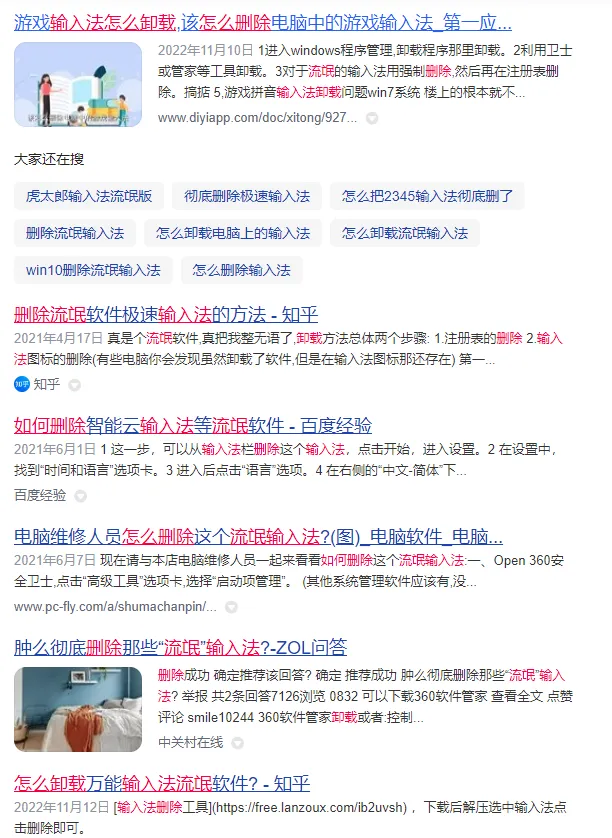 游戏输入法怎么卸载,该怎么删除电脑中的游戏输入法_第一应...
2022年11月10日 1进入windows程序管理,卸载程序那里卸载。2利用卫士
或管家等工具卸载。3对于流氓的输入法用强制删除,然后再在注册表删
除。搞掂 5,游戏拼音输入法卸载问题win7系统 楼上的根本就不...
www.diyiapp.com/doc/xitong/927...
大家还在搜
虎太郎输入法流氓版 彻底删除极速输入法 怎么把2345输入法彻底删了
删除流氓输入法 怎么卸载电脑上的输入法 怎么卸载流氓输入法
win10删除流氓输入法 怎么删除输入法
删除流氓软件极速输入法的方法 - 知乎
2021年4月17日 真是个流氓软件,真把我整无语了,卸载方法总体两个步骤: 1.注册表的删除 2.输入
法图标的删除(有些电脑你会发现虽然卸载了软件,但是在输入法图标那还存在) 第一...
知乎 知乎
如何删除智能云输入法等流氓软件 - 百度经验
2021年6月1日 1 这一步，可以从输入法栏删除这个输入法，点击开始，进入设置。2 在设置中，
找到“时间和语言”选项卡。3 进入后点击“语言”选项。4 在右侧的“中文-简体”下...
百度经验
电脑维修人员怎么删除这个流氓输入法?(图)_电脑软件_电脑...
2021年6月7日 现在请与本店电脑维修人员一起来看看如何删除这个流氓输入法:一、Open 360安
全卫士,点击“高级工具”选项卡,选择“启动项管理”。 (其他系统管理软件应该有,没...
www.pc-fly.com/a/shumachanpin/...
肿么彻底删除那些“流氓”输入法?-ZOL问答
删除成功 确定推荐该回答? 确定 推荐成功 肿么彻底删除那些“流氓”输入
法? 举报 共2条回答7126浏览 0832 可以下载360软件管家 查看全文 点赞
评论 smile10244 360软件管家卸载或者:控制...
中关村在线
怎么卸载万能输入法流氓软件? - 知乎
2022年11月12日 [输入法删除工具](https://free.lanzoux.com/ib2uvsh) ，下载后解压选中输入法点
击删除即可。